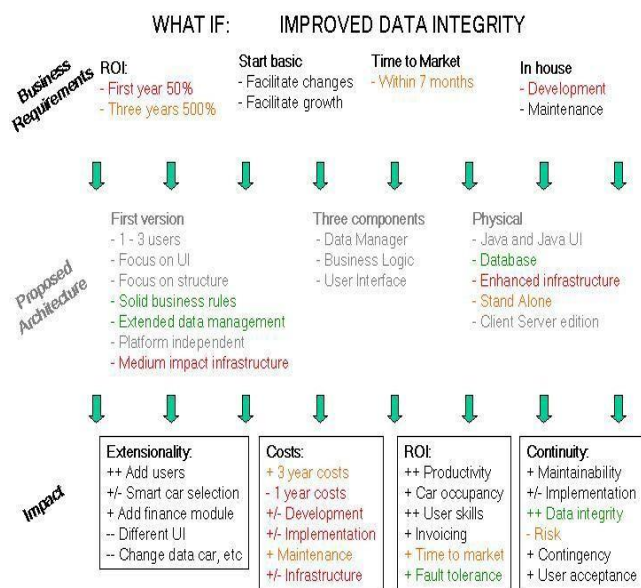 WHAT IF: IMPROVED DATA INTEGRITY
Business
Requirements
ROI:
- First year 50%
- Three years 500%
Start basic
- Facilitate changes
- Facilitate growth
Time to Market
- Within 7 months
In house
- Development
- Maintenance
Proposed
Architecture
First version
- 1 - 3 users
- Focus on UI
- Focus on structure
- Solid business rules
- Extended data management
- Platform independent
- Medium impact infrastructure
Three components
- Data Manager
- Business Logic
- User Interface
Physical
- Java and Java UI
- Database
- Enhanced infrastructure
- Stand Alone
- Client Server edition
Impact
Extensionality:
++ Add users
+/- Smart car selection
+ Add finance module
-- Different UI
-- Change data car, etc
Costs:
+ 3 year costs
- 1 year costs
+/- Development
+/- Implementation
+ Maintenance
+/- Infrastructure
ROI:
++ Productivity
+ Car occupancy
++ User skills
+ Invoicing
+ Time to market
+ Fault tolerance
Continuity:
+ Maintainability
+/- Implementation
++ Data integrity
- Risk
+ Contingency
+ User acceptance